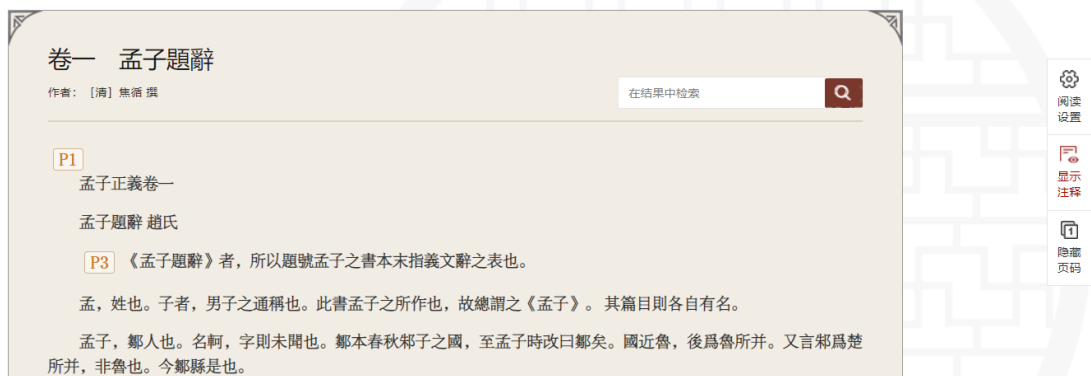 卷一　孟子題辭
作者：［清］焦循 撰
在结果中检索
P1
孟子正義卷一
孟子題辭 趙氏
P3 《孟子題辭》者，所以題號孟子之書本末指義文辭之表也。
孟，姓也。子者，男子之通稱也。此書孟子之所作也，故總謂之《孟子》。其篇目則各自有名。
孟子，鄒人也。名軻，字則未聞也。鄒本春秋邾子之國，至孟子時改曰鄒矣。國近魯，後爲魯所并。又言邾爲楚
所并，非魯也。今鄒縣是也。
阅读
设置
显示
注释
1
隐藏
页码